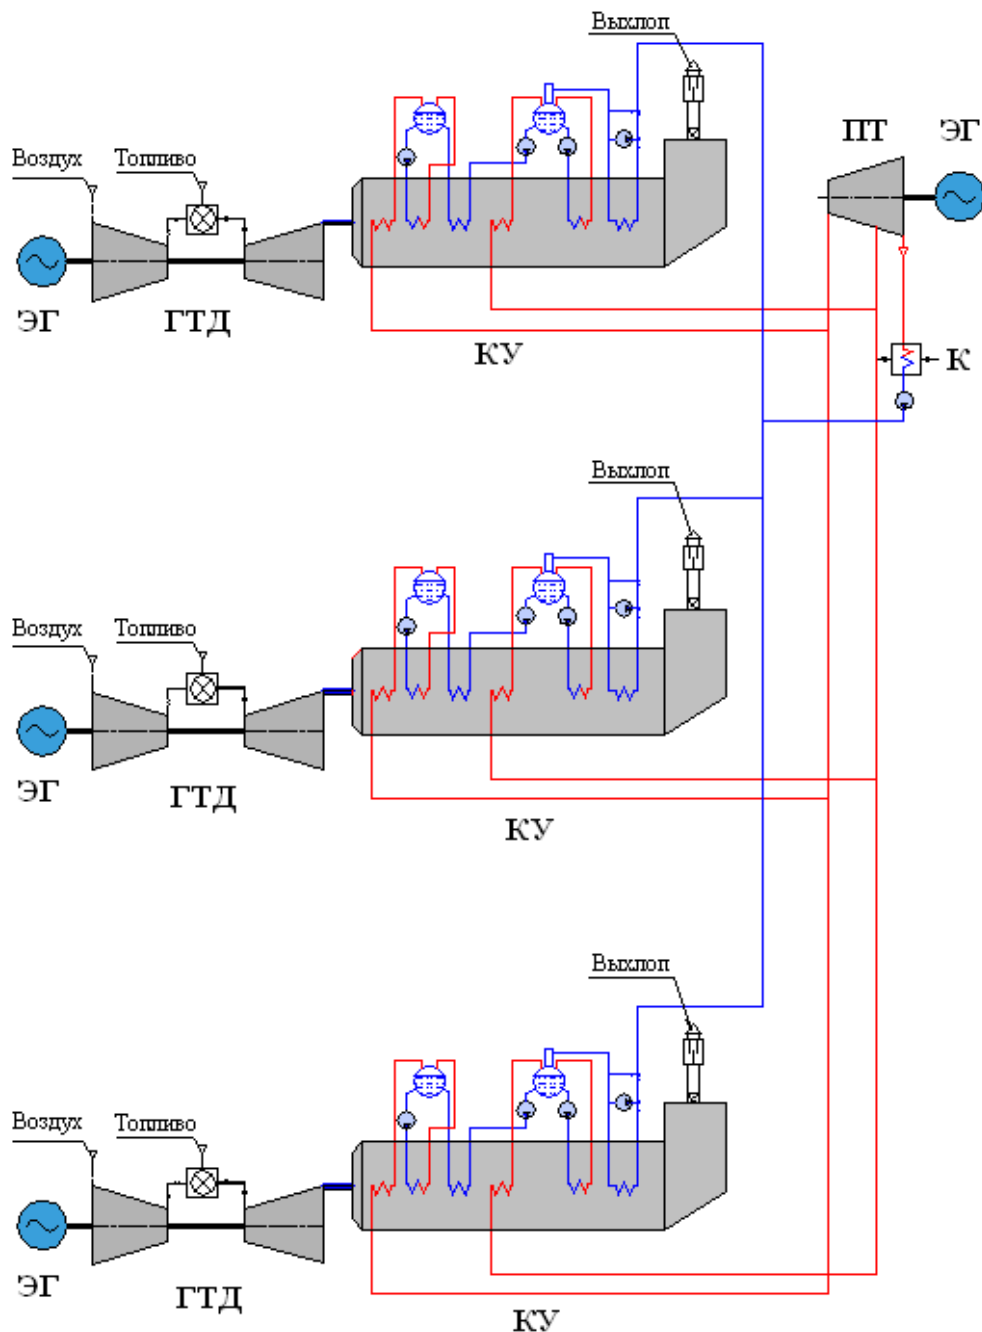 Выхлоп
ПТ
ЭГ
Воздух
Топливо
ЭГ
ГТД
КУ
К
Выхлоп
Воздух
Топливо
ЭГ
ГТД
КУ
Выхлоп
Воздух
Топливо
ЭГ
ГТД
КУ